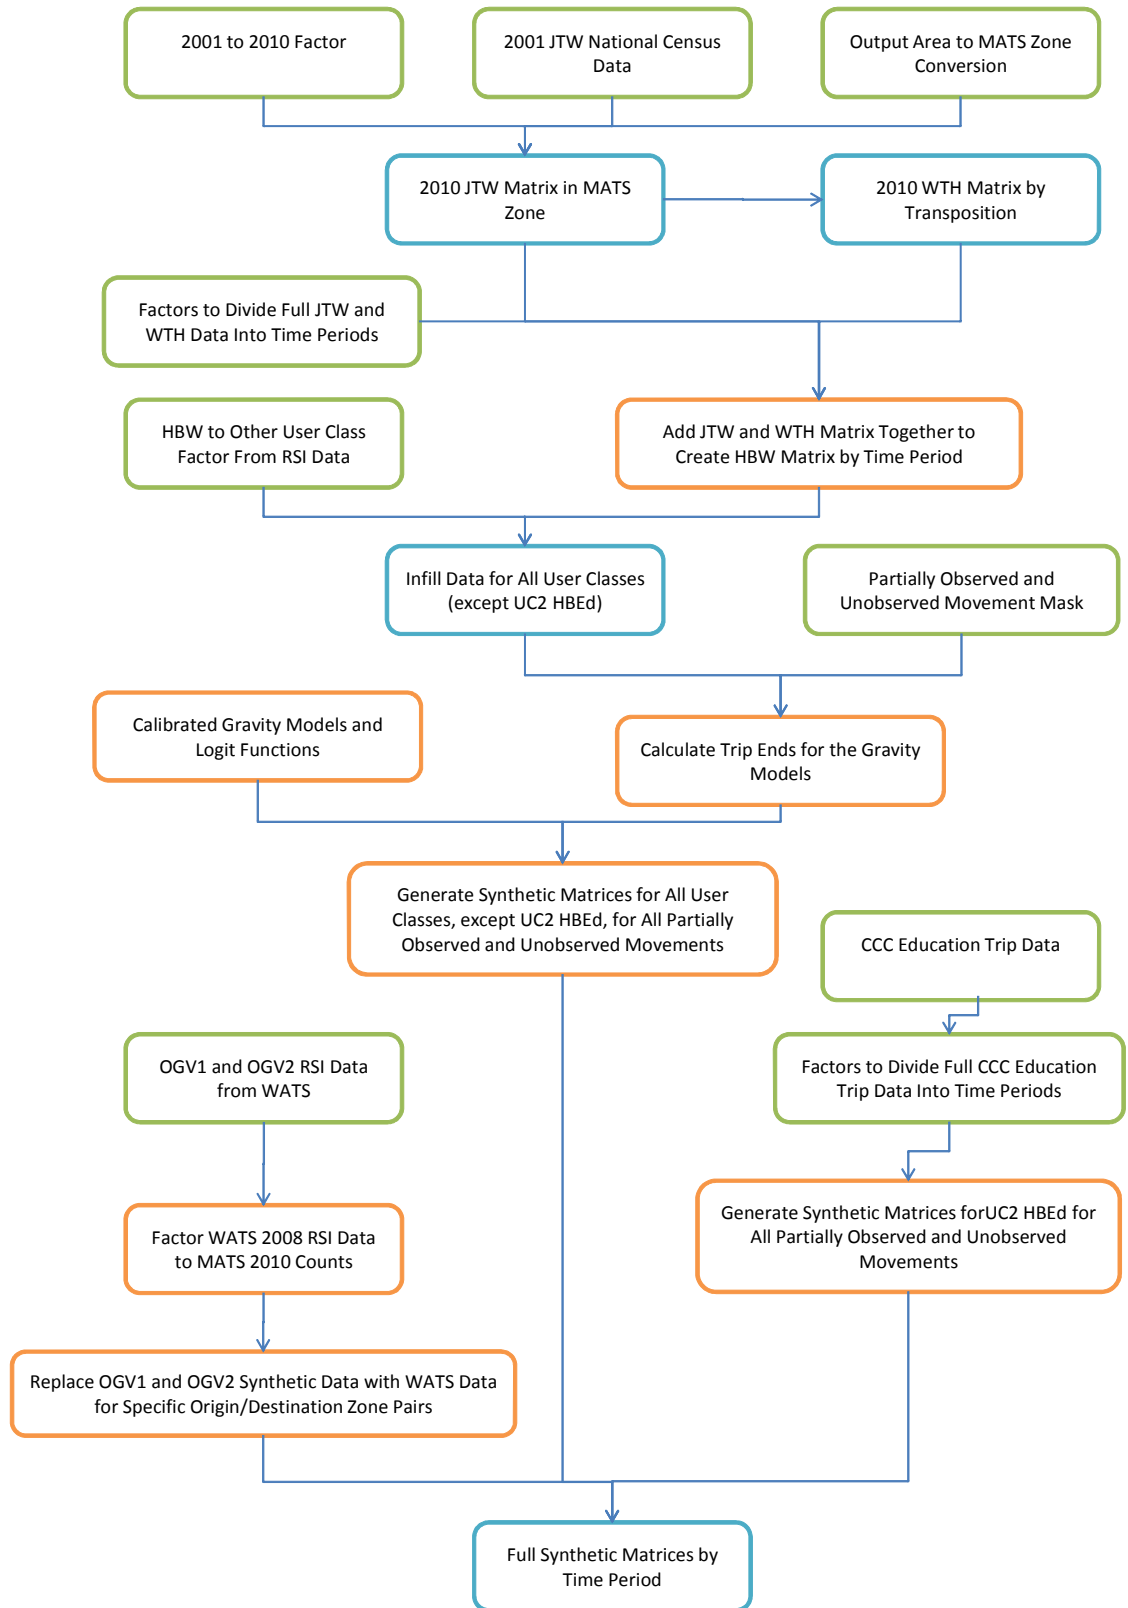 2001 to 2010 Factor
2001 JTW National Census
Data
Output Area to MATS Zone
Conversion
2010 JTW Matrix in MATS
Zone
2010 WTH Matrix by
Transposition
Factors to Divide Full JTW and
WTH Data Into Time Periods
HBW to Other User Class
Factor From RSI Data
Add JTW and WTH Matrix Together to
Create HBW Matrix by Time Period
Infill Data for All User Classes
(except UC2 HBEd)
Partially Observed and
Unobserved Movement Mask
Calibrated Gravity Models and
Logit Functions
Calculate Trip Ends for the Gravity
Models
Generate Synthetic Matrices for All User
Classes, except UC2 HBEd, for All Partially
Observed and Unobserved Movements
CCC Education Trip Data
OGV1 and OGV2 RSI Data
from WATS
Factors to Divide Full CCC Education
Trip Data Into Time Periods
Factor WATS 2008 RSI Data
to MATS 2010 Counts
Generate Synthetic Matrices forUC2 HBEd for
All Partially Observed and Unobserved
Movements
Replace OGV1 and OGV2 Synthetic Data with WATS Data
for Specific Origin/Destination Zone Pairs
Full Synthetic Matrices by
Time Period